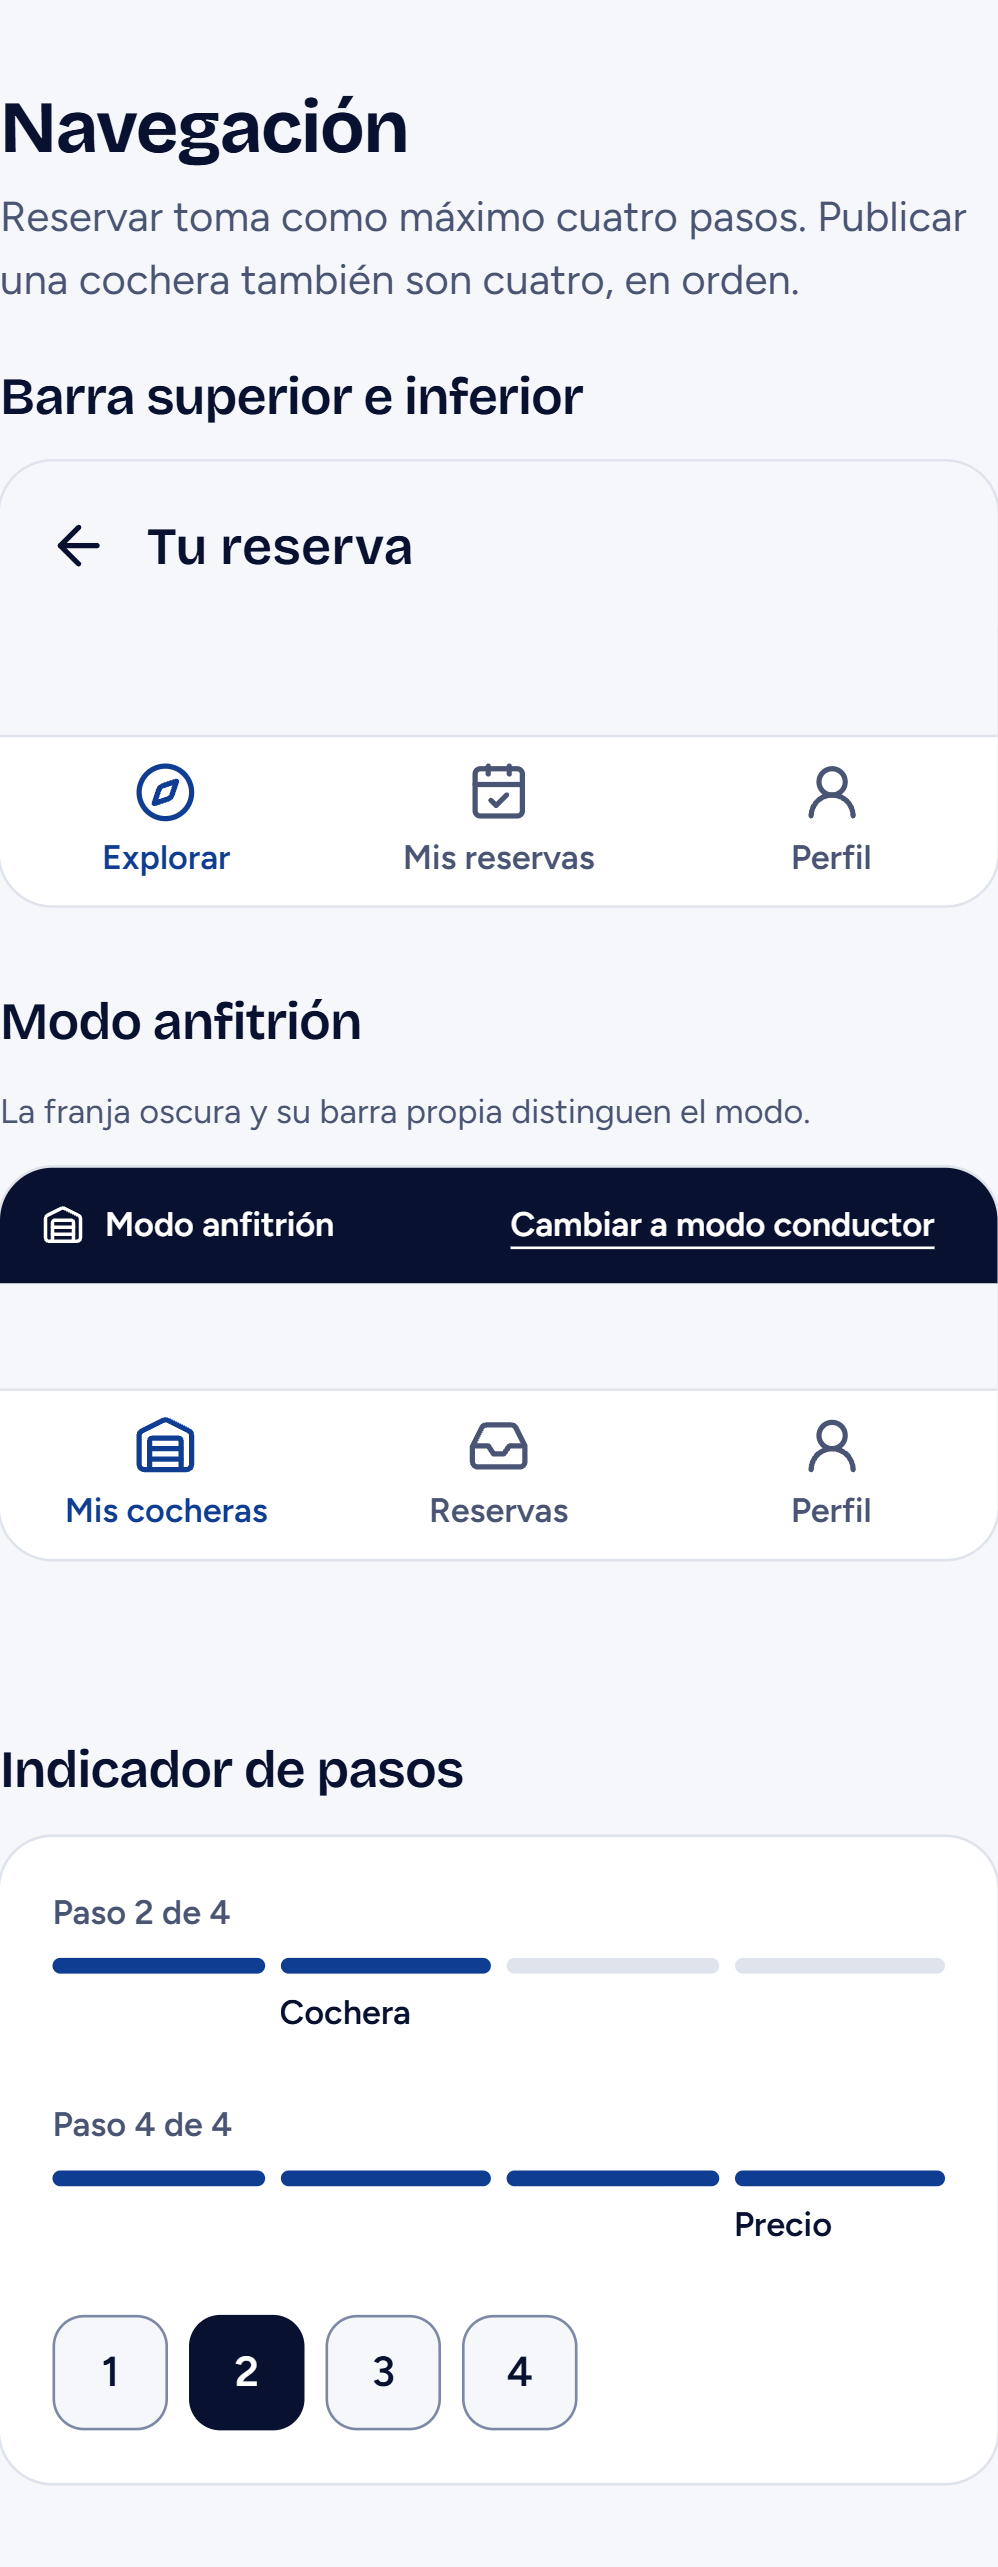 Navegación
Reservar toma como máximo cuatro pasos. Publicar
una cochera también son cuatro, en orden.
Barra superior e inferior
Tu reserva
Explorar
Mis reservas
Perfil
Modo anfitrión
La franja oscura y su barra propia distinguen el modo.
Modo anfitrión
Cambiar a modo conductor
Mis cocheras
Reservas
Perfil
Indicador de pasos
Paso 2 de 4
Cochera
Paso 4 de 4
Precio
1
2
3
4